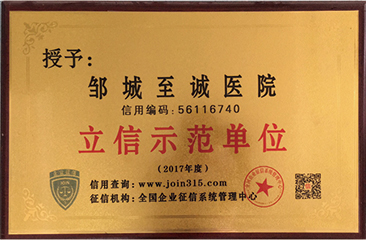 授予：
邹城至诚医院
信用编码：56116740
立信示范单位
（2017年度）
信用查询：www.join315.com
征信机构：全国企业征信系统管理中心